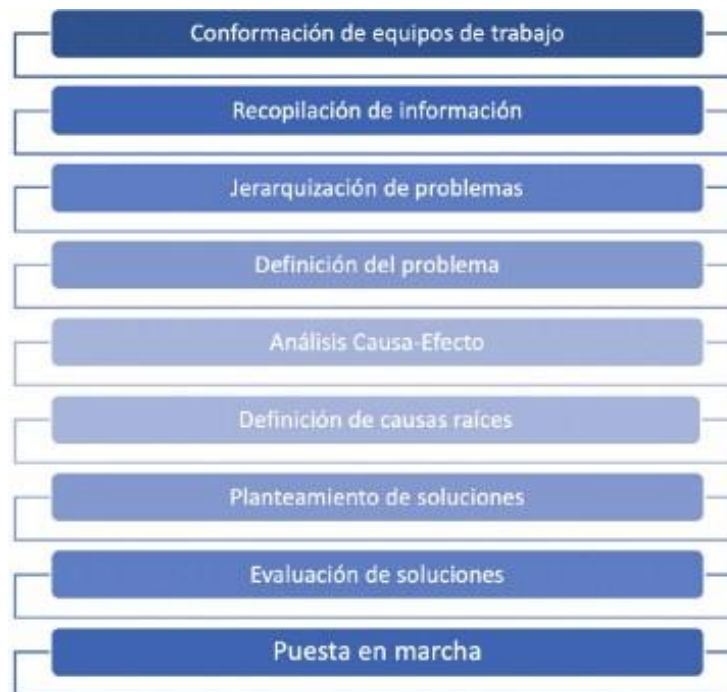 Conformación de equipos de trabajo
Recopilación de información
Jerarquización de problemas
Definición del problema
Análisis Causa-Efecto
Definición de causas raíces
Planteamiento de soluciones
Evaluación de soluciones
Puesta en marcha